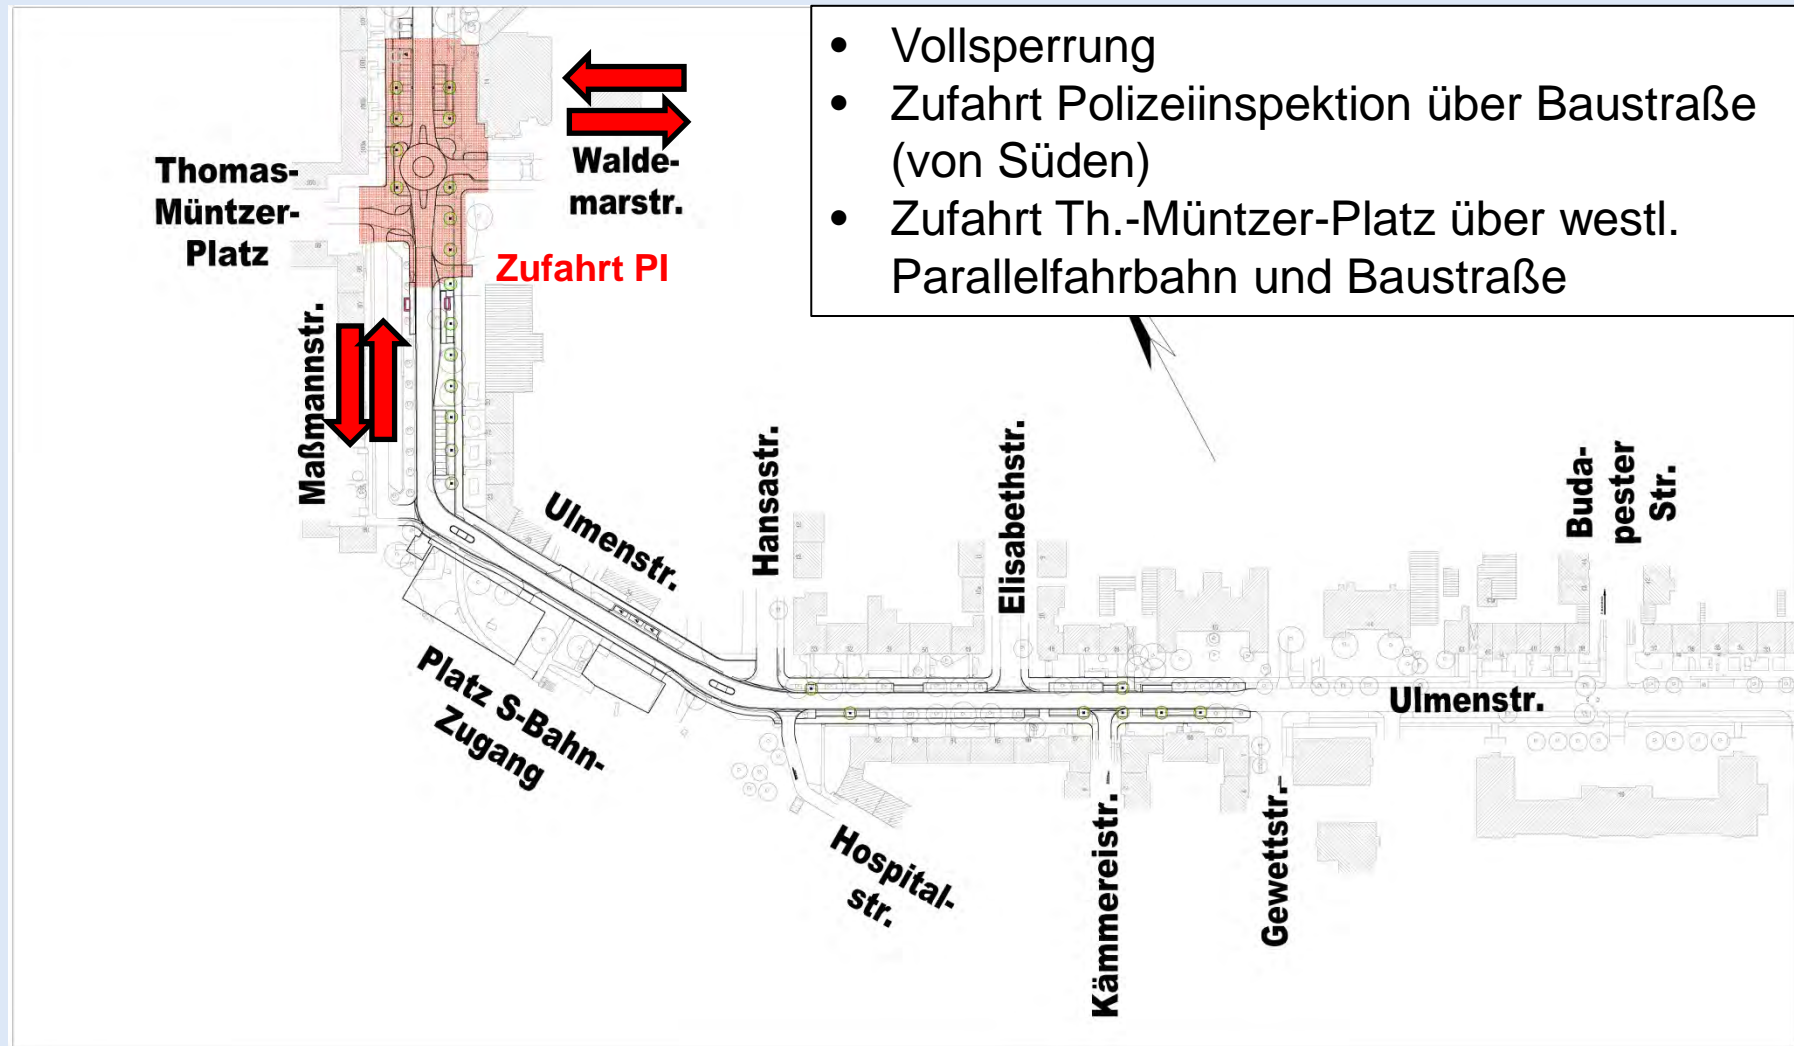 • Vollsperrung
• Zufahrt Polizeiinspektion über Baustraße
(von Süden)
• Zufahrt Th.-Müntzer-Platz über westl.
Parallelfahrbahn und Baustraße
Thomas-
Müntzer-
Platz
Walde-
marstr.
Zufahrt PI
Maßmannstr.
Ulmenstr.
Hansastr.
Elisabethstr.
Buda-
pester
Str.
Platz S-Bahn-
Zugang
Ulmenstr.
Hospital-
str.
Kämmereistr.
Gewettstr.